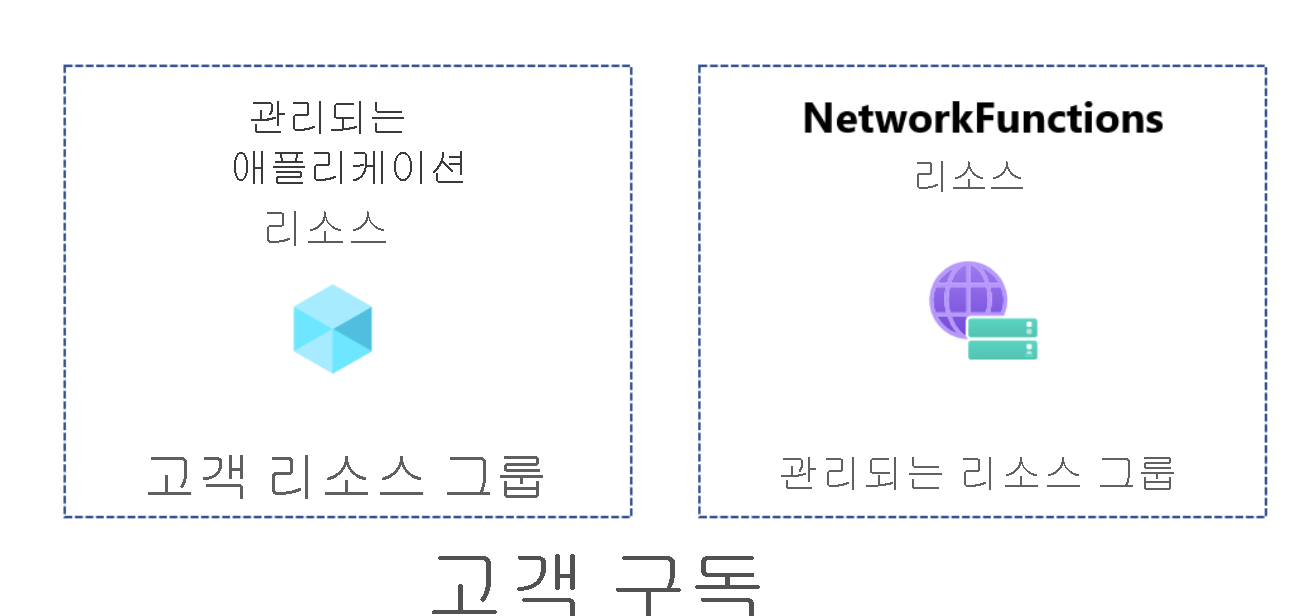 관리되는
애플리케이션
리소스
고객 리소스 그룹
NetworkFunctions
리소스
관리되는 리소스 그룹
고객 구독